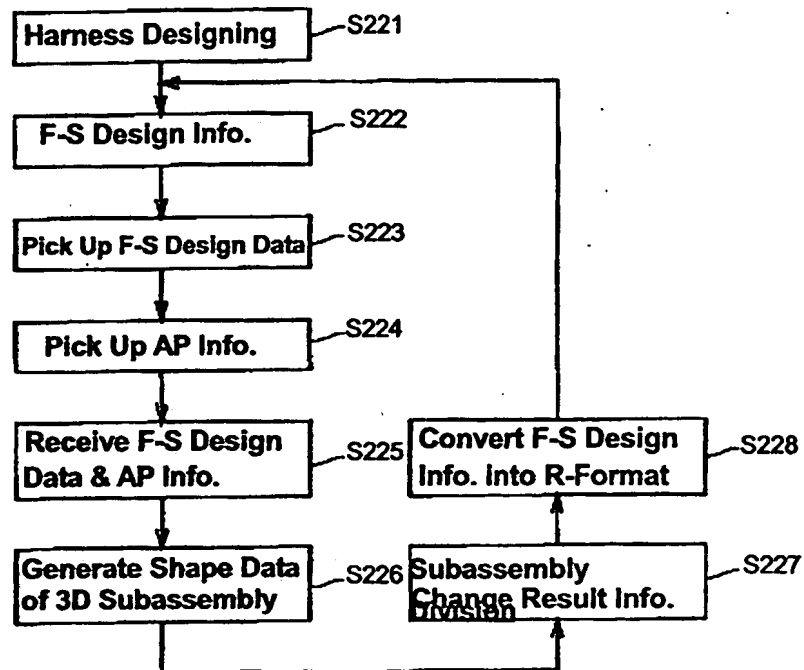 Harness Designing
S221
F-S Design Info.
S222
Pick Up F-S Design Data
S223
Pick Up AP Info.
S224
Receive F-S Design
Data & AP Info.
S225
Generate Shape Data
of 3D Subassembly
S226
Convert F-S Design
Info. into R-Format
S228
Subassembly
Division
Change Result Info.
S227